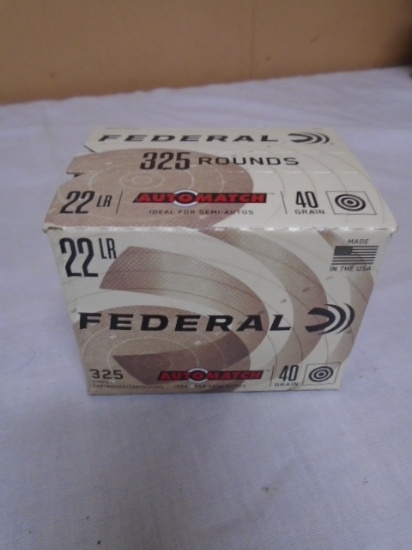 FEDERAL
325 ROUNDS
22 LR
AUTOMATCH
IDEAL FOR SEMI-AUTOS
40
GRAIN
22 LR
MADE
IN THE USA
FEDERAL
325
AUTOMATCH
40
GRAIN